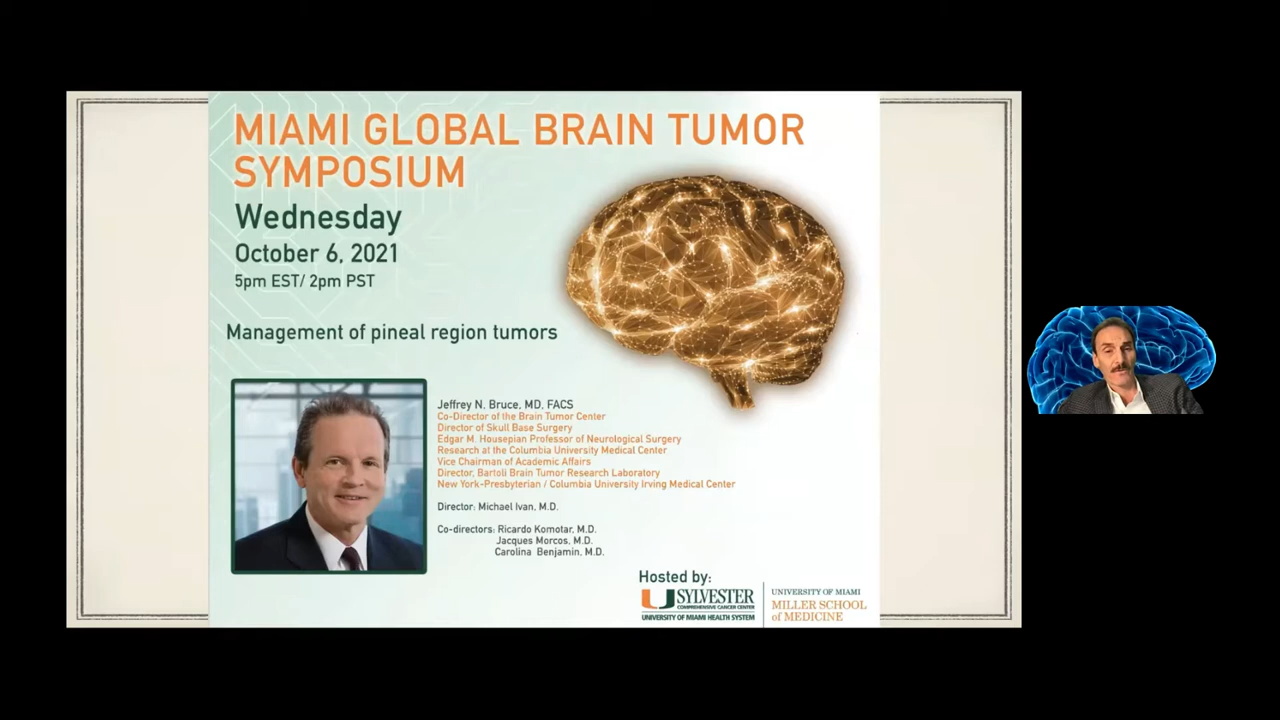 MIAMI GLOBAL BRAIN TUMOR
SYMPOSIUM
Wednesday
October 6, 2021
5pm EST/ 2pm PST
Management of pineal region tumors
Jeffrey N. Bruce, MD, FACS
Co-Director of the Brain Tumor Center
Director of Skull Base Surgery
Edgar M. Housepian Professor of Neurological Surgery
Research at the Columbia University Medical Center
Vice Chairman of Academic Affairs
Director, Bartoli Brain Tumor Research Laboratory
New York-Presbyterian / Columbia University Irving Medical Center
Director: Michael Ivan, M.D.
Co-directors: Ricardo Komotar, M.D.
Jacques Morcos, M.D.
Carolina Benjamin, M.D.
Hosted by:
SYLVESTER
COMPREHENSIVE CANCER CENTER
UNIVERSITY OF MIAMI HEALTH SYSTEM
UNIVERSITY OF MIAMI
MILLER SCHOOL
of MEDICINE